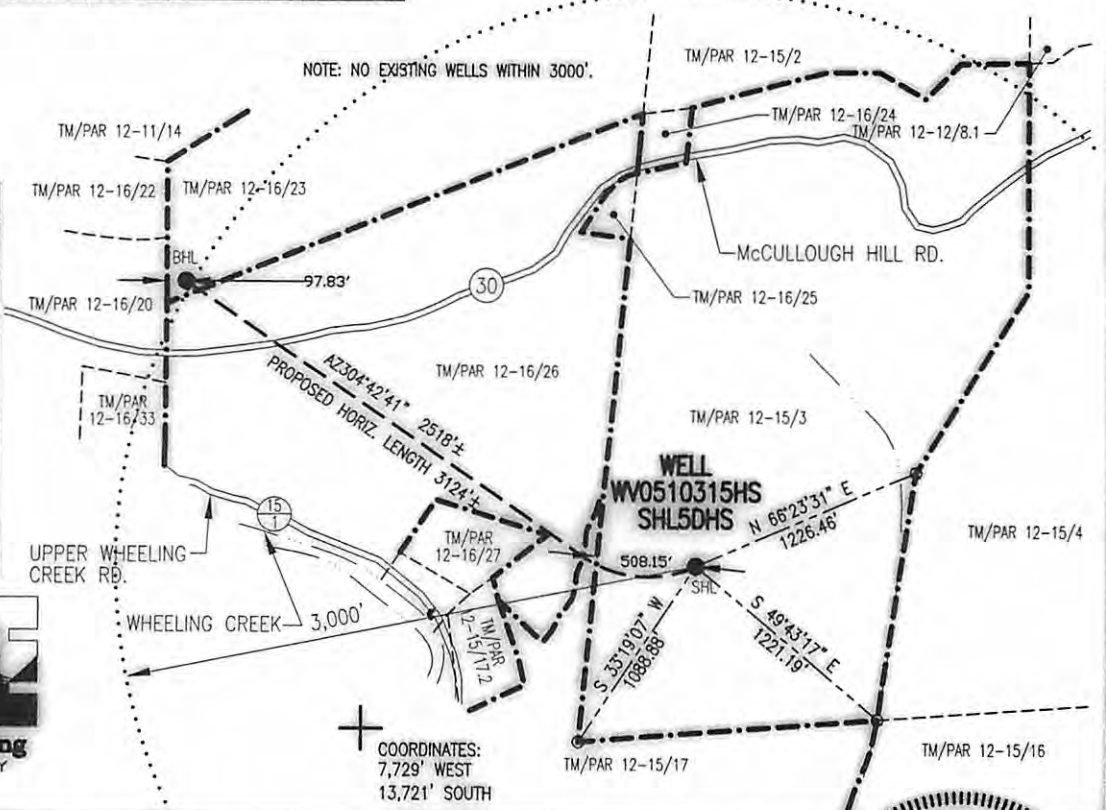 NOTE: NO EXISTING WELLS WITHIN 3000'.
TM/PAR 12-15/2
TM/PAR 12-11/14
TM/PAR 12-16/24
TM/PAR 12-12/8.1
TM/PAR 12-16/22
TM/PAR 12-16/23
BHL
97.83'
McCULLOUGH HILL RD.
30
TM/PAR 12-16/20
TM/PAR 12-16/25
AZ304°42'41"
2518'±
PROPOSED HORIZ. LENGTH 3124'±
TM/PAR 12-16/26
TM/PAR
12-16/33
TM/PAR 12-15/3
WELL
WV0510315HS
SHL5DHS
N 66°23'31" E
1226.46'
15
1
TM/PAR
12-16/27
TM/PAR 12-15/4
UPPER WHEELING
CREEK RD.
508.15'
SHL
WHEELING CREEK
3,000'
TM/PAR
2-15/17.2
S 33°19'07" W
1088.88'
S 49°43'17" E
1221.19'
ng
COORDINATES:
7,729' WEST
13,721' SOUTH
TM/PAR 12-15/17
TM/PAR 12-15/16